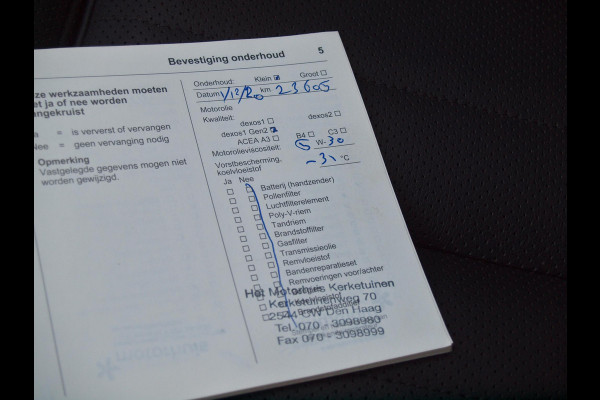 Bevestiging onderhoud 5
ze werkzaamheden moeten
et ja of nee worden
angekruist
a = is ververst of vervangen
Nee = geen vervanging nodig
Opmerking
Vastgelegde gegevens mogen niet
worden gewijzigd.
Onderhoud: Klein Groot
Datum km 23605
Motorolie
Kwaliteit: dexos1 dexos2
dexos1 Gen2
ACEA A3 B4 C3
Motorolieviscositeit: W- 30
Vorstbescherming, koelvloeistof -31 °C
Ja Nee
Batterij (handzender)
Pollenfilter
Luchtfilterelement
Poly-V-riem
Tandriem
Brandstoffilter
Gasfilter
Transmissieolie
Remvloeistof
Bandenreparatieset
Remvoeringen voor/achter
Het Motorhuis Kerketuinen
Kerketuinenweg 70
2544 CW Den Haag
Tel. 070 - 3098980
Fax 070 - 3098999
motorhuis